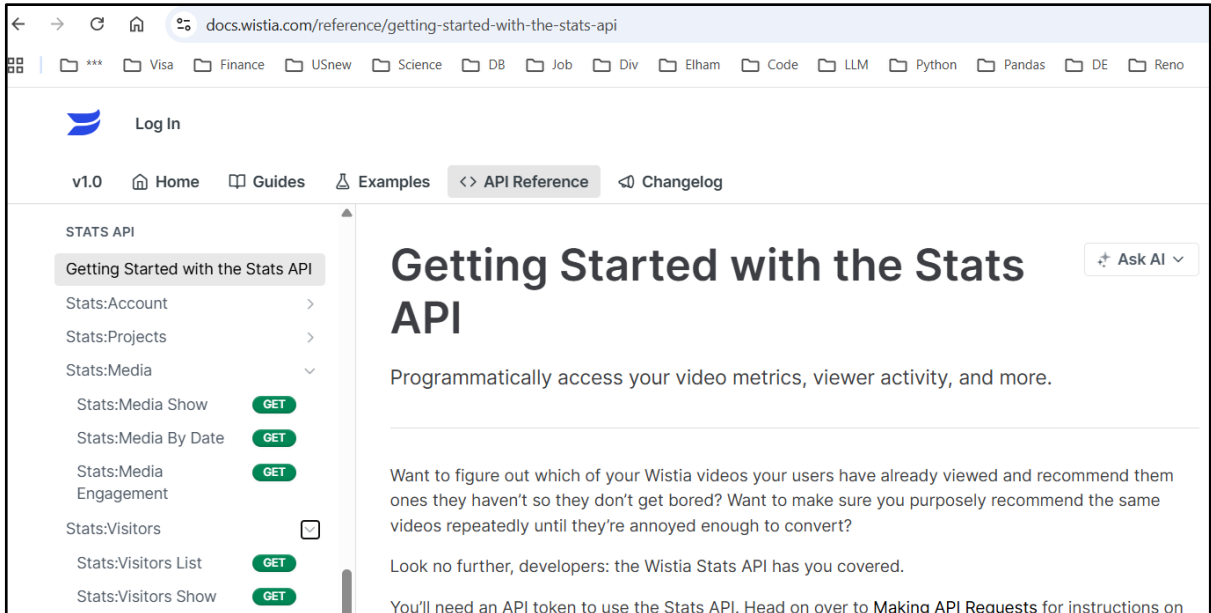 docs.wistia.com/reference/getting-started-with-the-stats-api
*** Visa Finance USnew Science DB Job Div Elham Code LLM Python Pandas DE Reno
Log In
v1.0 Home Guides Examples <> API Reference Changelog
STATS API
Getting Started with the Stats API
Stats:Account
Stats:Projects
Stats:Media
Stats:Media Show GET
Stats:Media By Date GET
Stats:Media GET
Engagement
Stats:Visitors
Stats:Visitors List GET
Stats:Visitors Show GET
Getting Started with the Stats
API
Ask AI
Programmatically access your video metrics, viewer activity, and more.
Want to figure out which of your Wistia videos your users have already viewed and recommend them
ones they haven't so they don't get bored? Want to make sure you purposely recommend the same
videos repeatedly until they're annoyed enough to convert?
Look no further, developers: the Wistia Stats API has you covered.
You'll need an API token to use the Stats API. Head on over to Making API Requests for instructions on